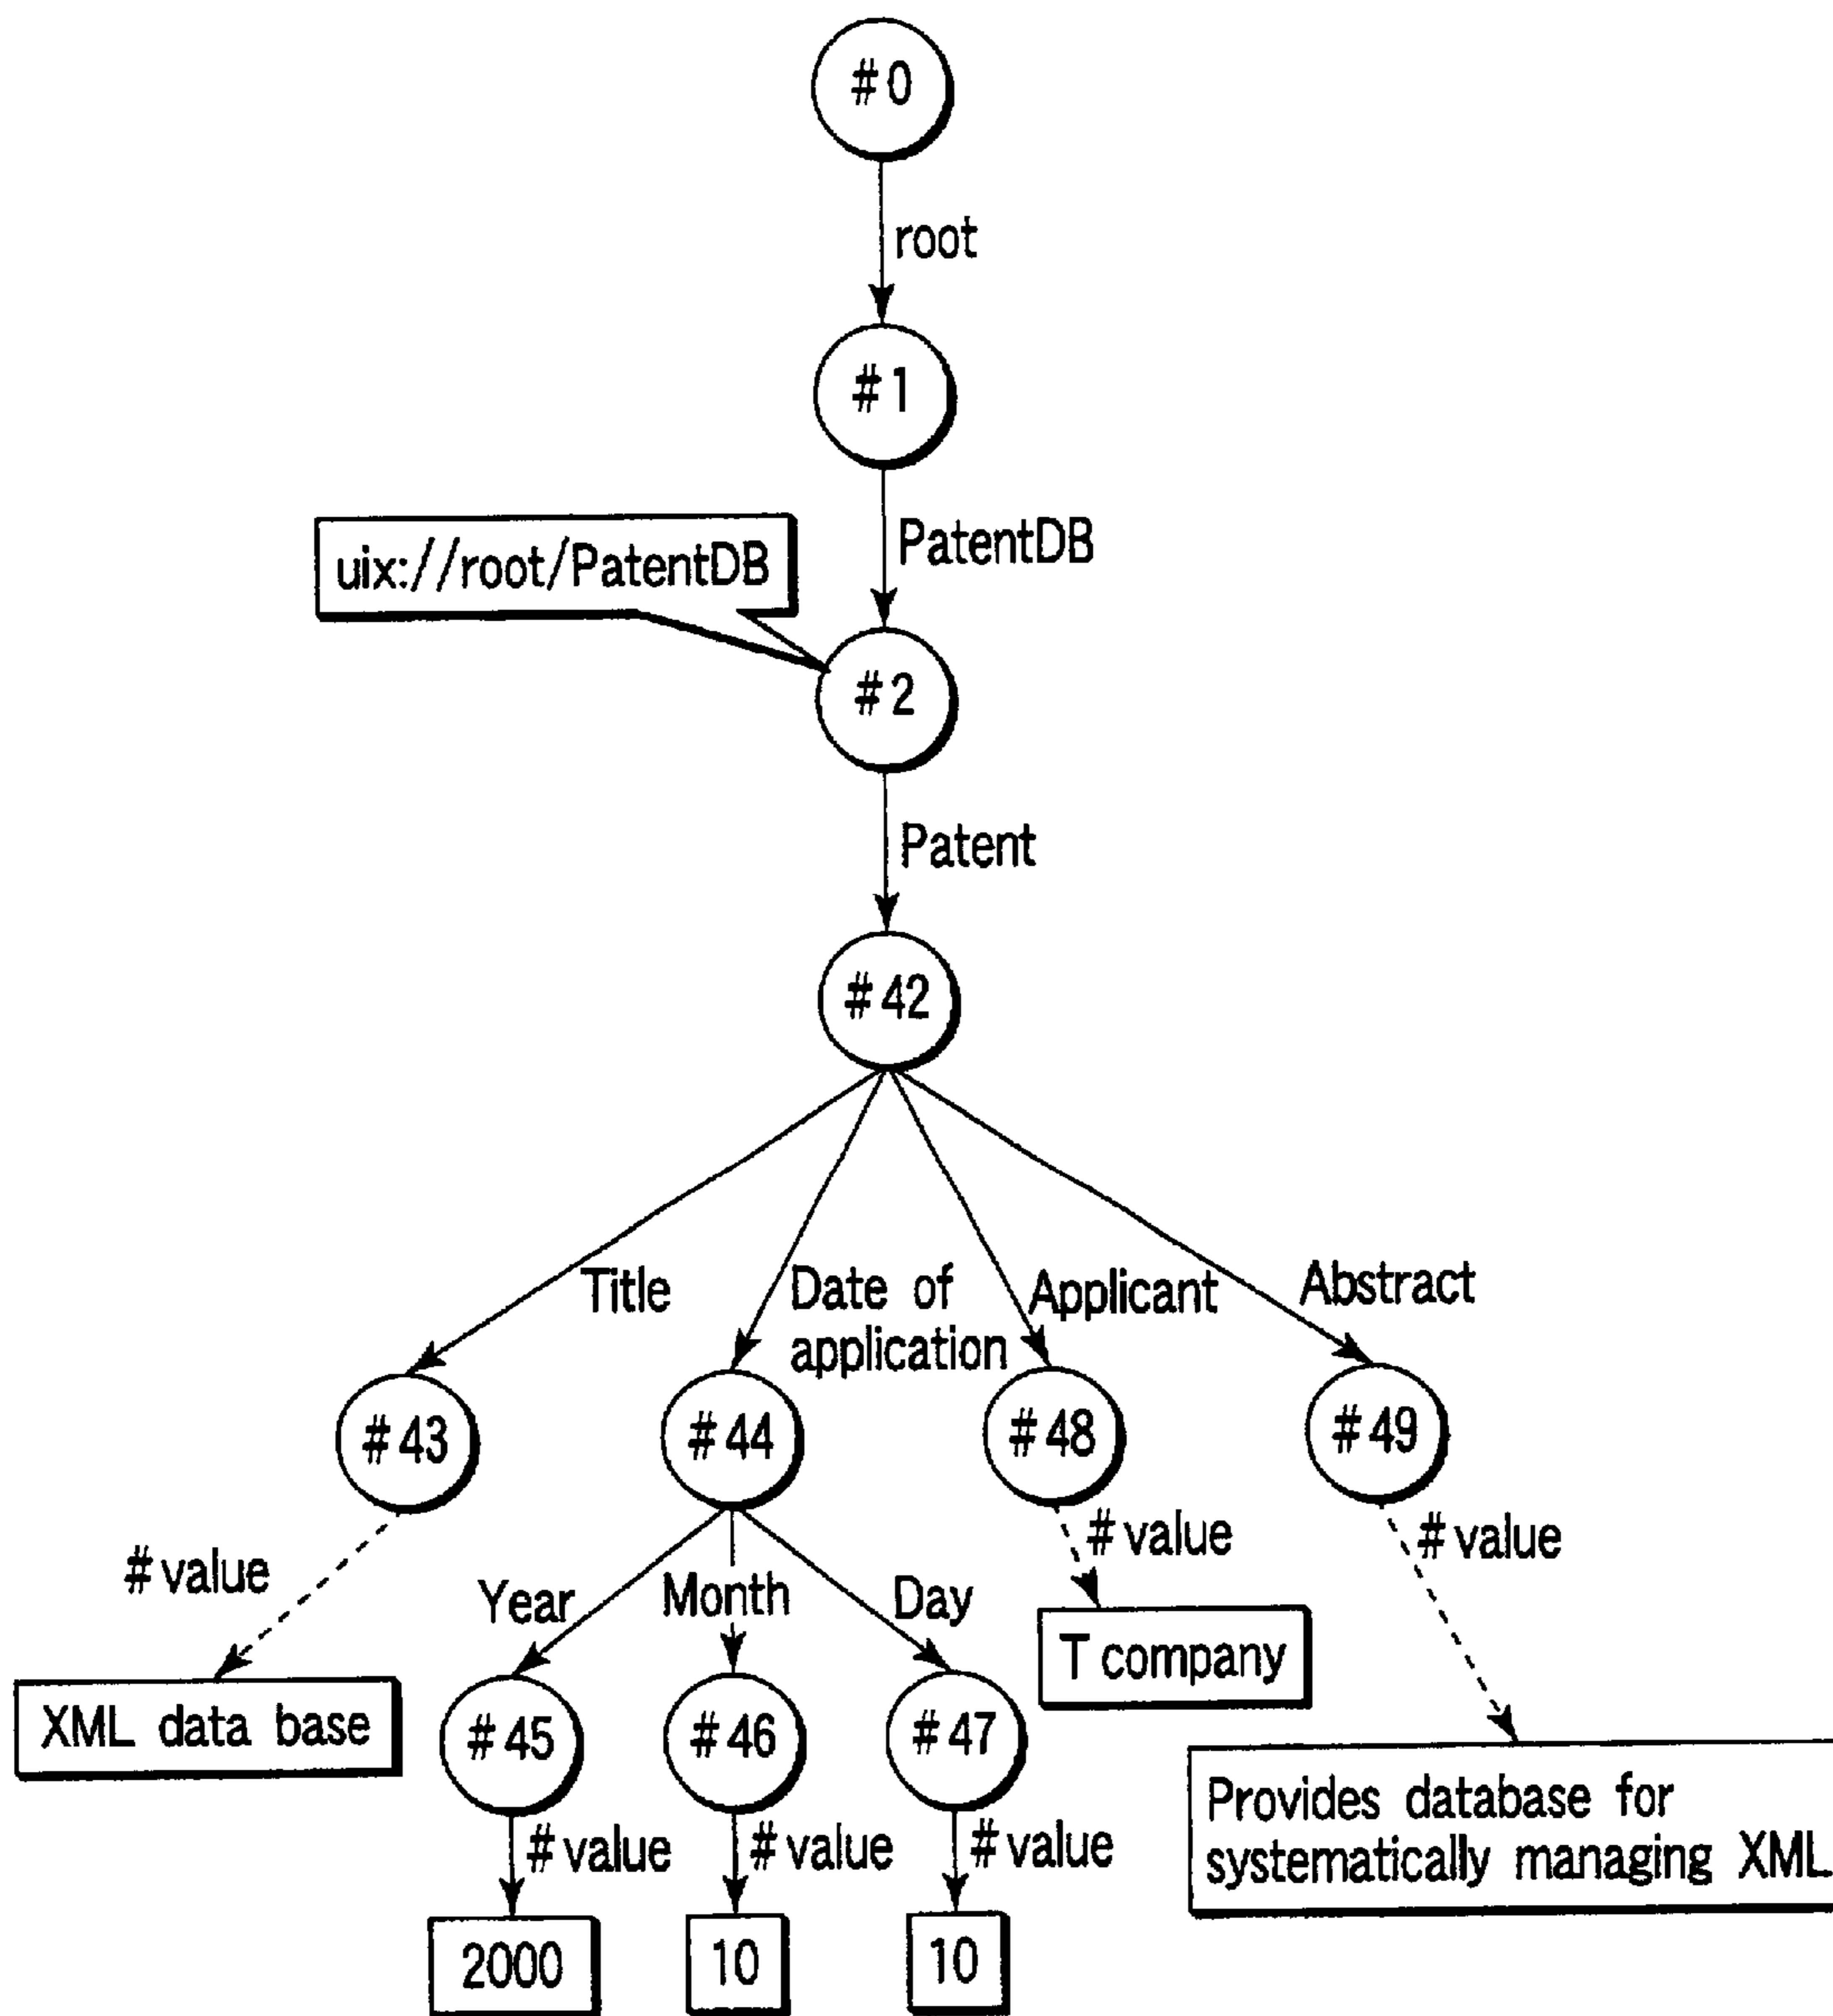 #0
root
#1
PatentDB
uix://root/PatentDB
#2
Patent
#42
Title
Date of
application
Applicant
Abstract
#43
#44
#48
#49
#value
Year
Month
Day
#value
#value
XML data base
#45
#46
#47
T company
Provides database for
systematically managing XML
#value
#value
#value
2000
10
10